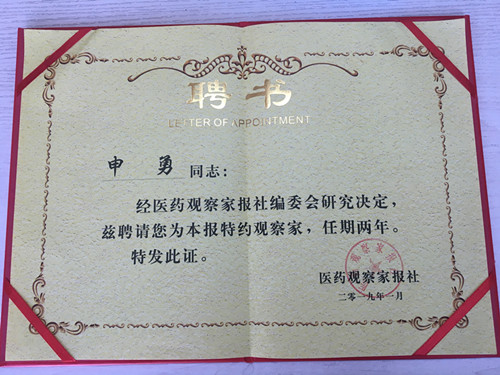 聘书
LETTER OF APPOINTMENT
申 勇 同志：
经医药观察家报社编委会研究决定，
兹聘请您为本报特约观察家，任期两年。
特发此证。
医药观察家报社
二零一九年一月